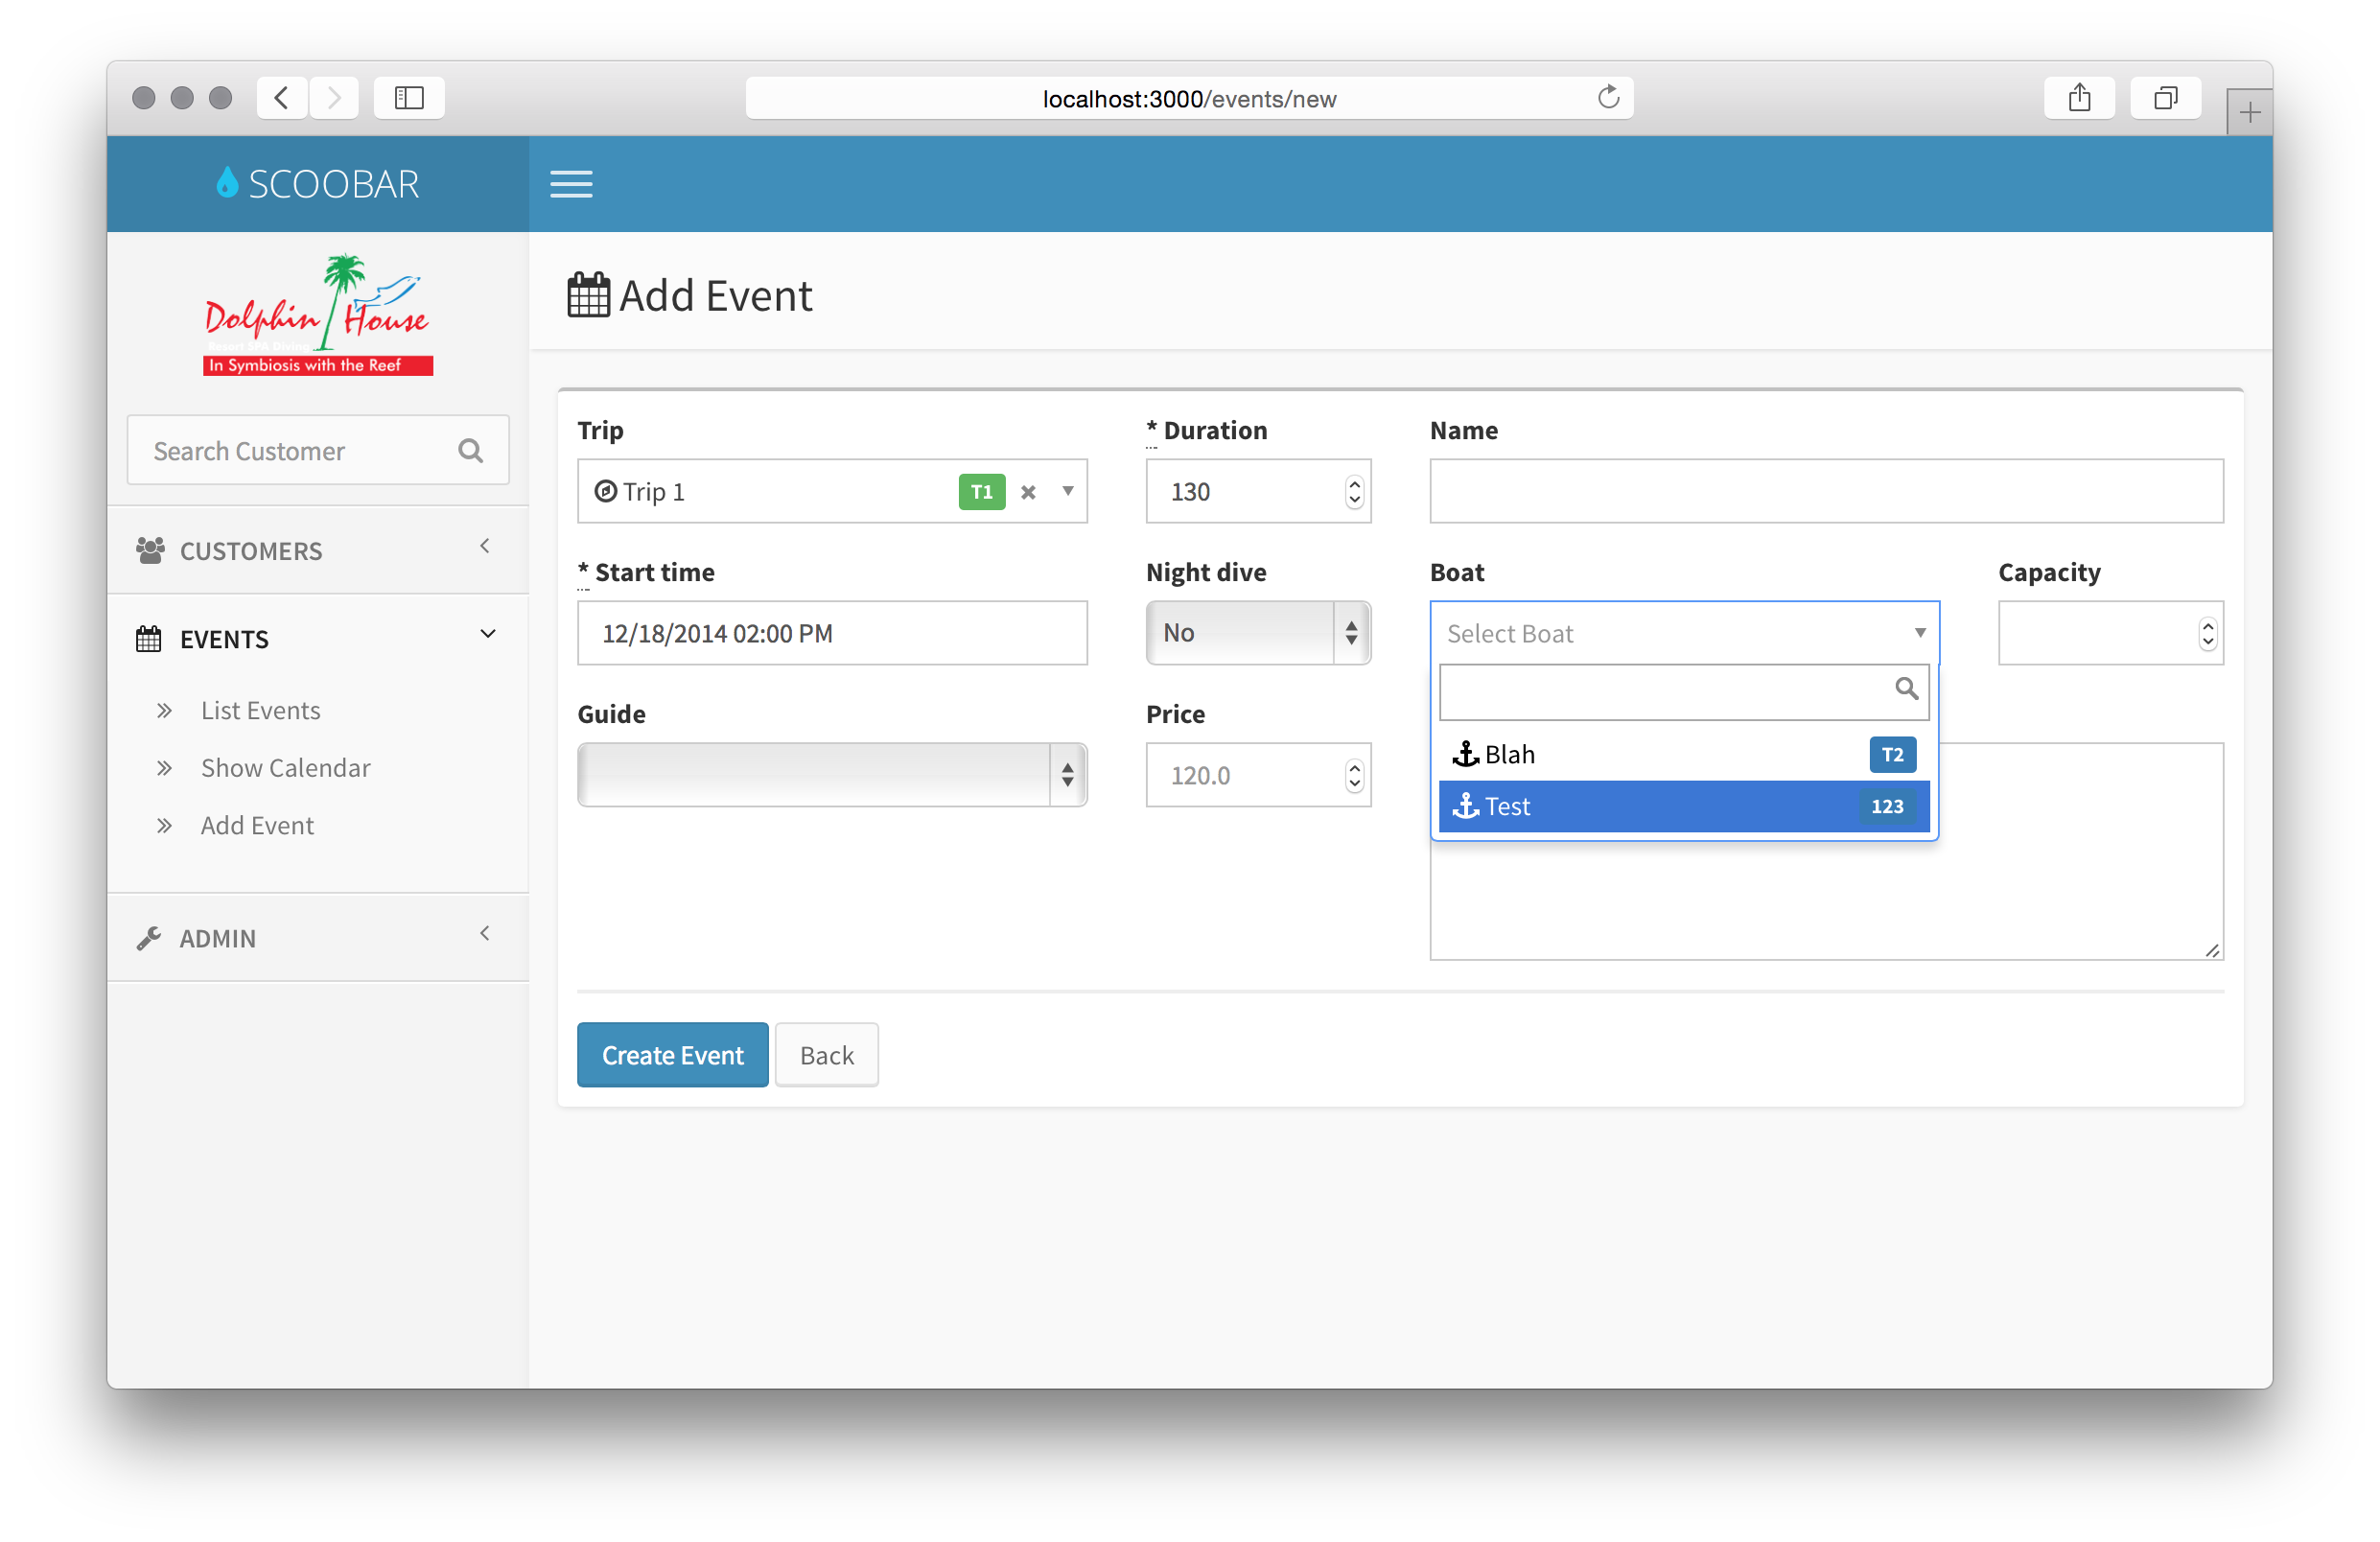 localhost:3000/events/new
SCOOBAR
Dolphin House
Resort SPA Diving
In Symbiosis with the Reef
Search Customer
CUSTOMERS
EVENTS
List Events
Show Calendar
Add Event
ADMIN
Add Event
Trip
* Duration
Name
Trip 1 T1
130
* Start time
Night dive
Boat
Capacity
12/18/2014 02:00 PM
No
Select Boat
Guide
Price
120.0
Blah T2
Test 123
Create Event
Back